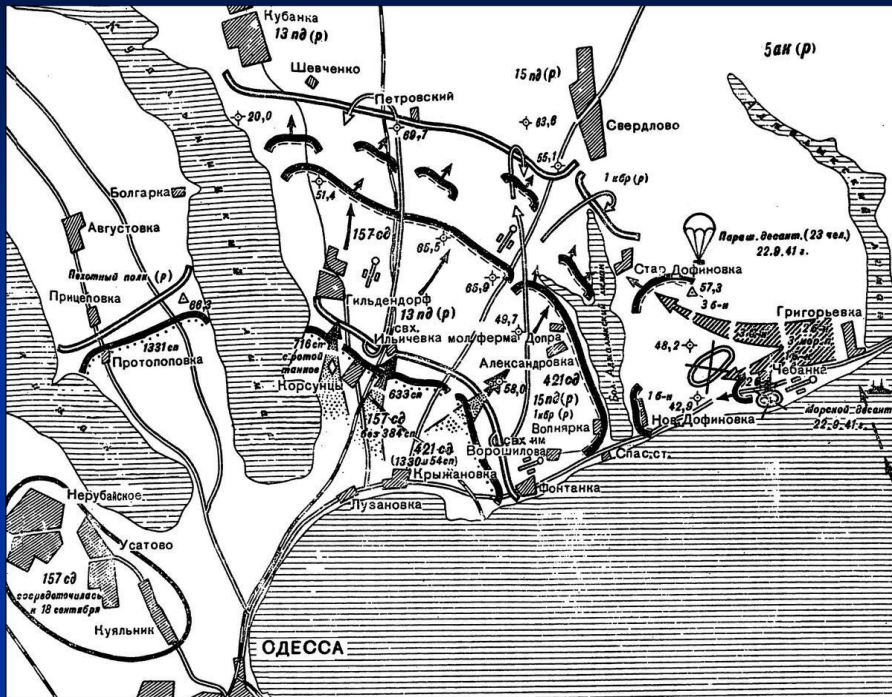 Кубанка
13 пд (р)
5 ак (р)
Шевченко
15 пд (р)
Петровский
20,0
69,7
63,6
Свердлово
55,1
1 кбр (р)
Болгарка
51,4
Августовка
157 сд
65,5
Параш. десант. (23 чел.)
22.9.41 г.
Стар. Дофиновка
Пехотный полк (р)
65,9
57,3
3 б-н
Прицеповка
66,3
Гильдендорф
13 пд (р)
Григорьевка
свх.
Ильичевка
мол. ферма
49,7
Допра
48,2
1331 сп
Протопоповка
716 сп
с ротой
танков
Александровка
Чебанка
Корсунцы
633 сп
58,0
421 сд
15 пд (р)
1 кбр (р)
1 б-н
42,9
157 сд
без 384 сп
Вопнярка
Нов. Дофиновка
Морской десант
22.9.41 г.
421 сд
(1330 и 54 сп)
свх. им
Ворошилова
Спас. ст.
Крыжановка
Фонтанка
Лузановка
Нерубайское
Усатово
157 сд
сосредоточилась
к 18 сентября
Куяльник
ОДЕССА